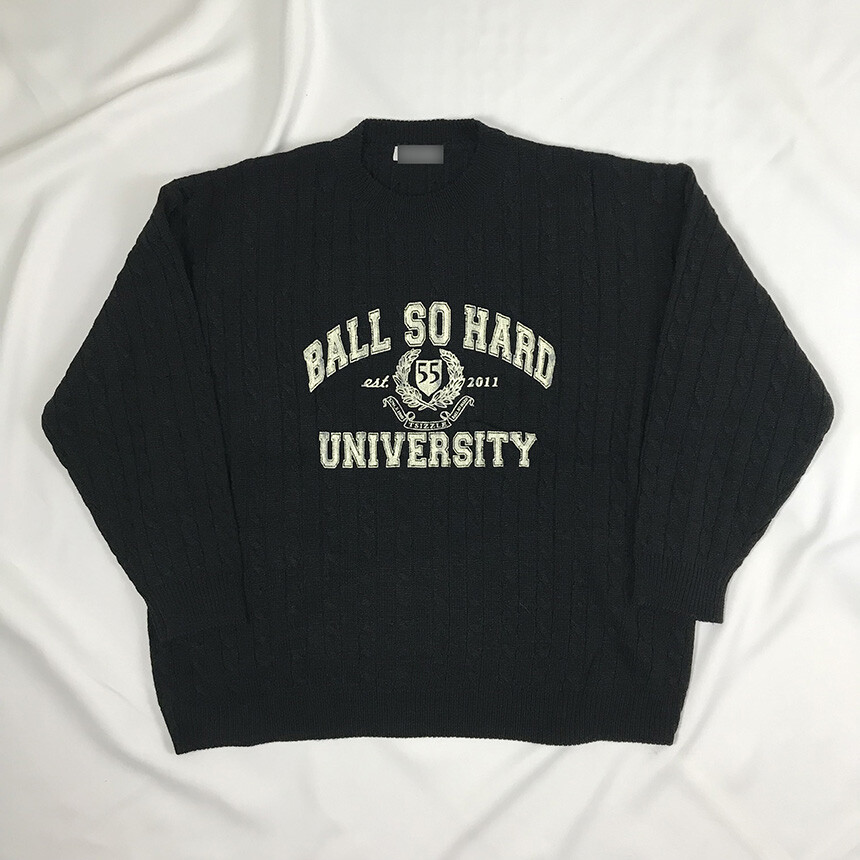 BALL SO HARD
est. 55 2011
TSIZZLE
UNIVERSITY